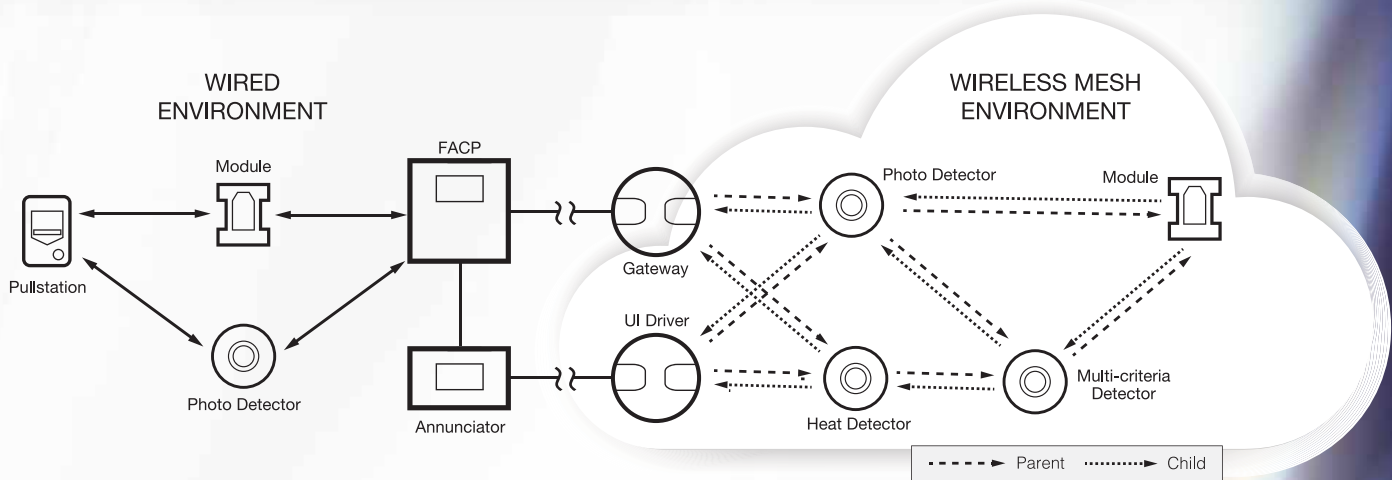 WIRED
ENVIRONMENT
WIRELESS MESH
ENVIRONMENT
FACP
Module
Photo Detector
Module
Pullstation
Gateway
UI Driver
Photo Detector
Annunciator
Heat Detector
Multi-criteria
Detector
Parent
Child